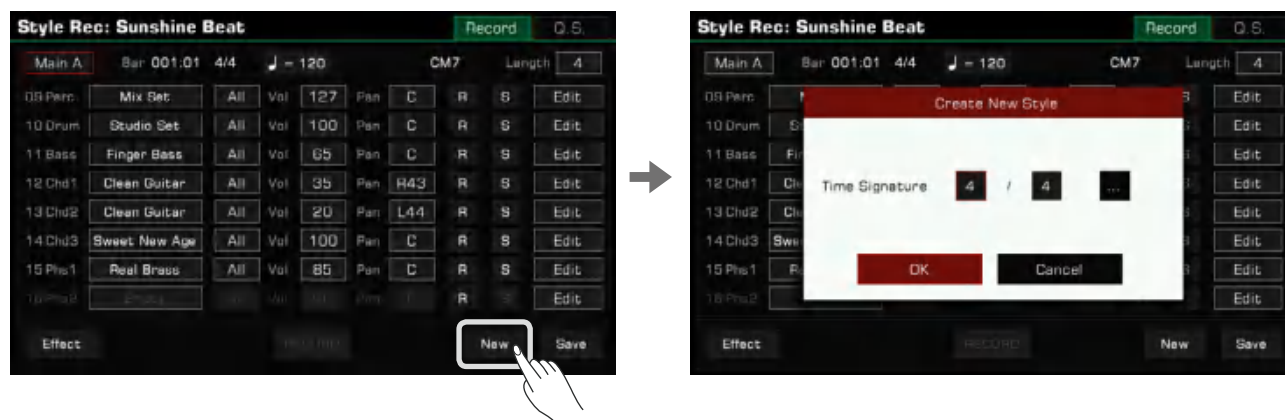 Style Rec: Sunshine Beat Record Q.S.
Main A Bar 001:01 4/4 ♩ = 120 CM7 Length 4
09 Perc Mix Set All Vol 127 Pan C R S Edit
10 Drum Studio Set All Vol 100 Pan C R S Edit
11 Bass Finger Bass All Vol 65 Pan C R S Edit
12 Chd1 Clean Guitar All Vol 35 Pan R43 R S Edit
13 Chd2 Clean Guitar All Vol 20 Pan L44 R S Edit
14 Chd3 Sweet New Age All Vol 100 Pan C R S Edit
15 Phs1 Real Brass All Vol 85 Pan C R S Edit
16 Phs2 Empty R S Edit
Effect RECORD New Save
Style Rec: Sunshine Beat Record Q.S.
Main A Bar 001:01 4/4 ♩ = 120 CM7 Length 4
09 Perc Edit
10 Drum Edit
11 Bass Edit
12 Chd1 Edit
13 Chd2 Edit
14 Chd3 Edit
15 Phs1 Edit
16 Phs2 Edit
Create New Style
Time Signature 4 / 4 ...
OK Cancel
Effect RECORD New Save